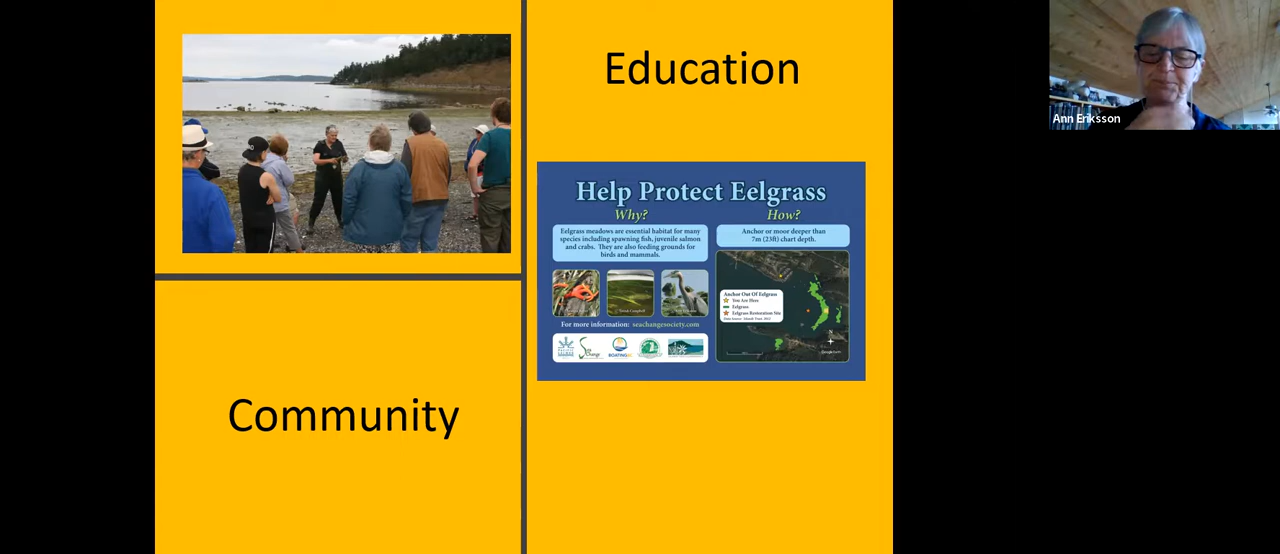 Education
Community
Help Protect Eelgrass
Why?
Eelgrass meadows are essential habitat for many
species including spawning fish, juvenile salmon
and crabs. They are also feeding grounds for
birds and mammals.
For more information: seachangesociety.com
How?
Anchor or moor deeper than
7m (23ft) chart depth.
Anchor Out Of Eelgrass
You Are Here
Eelgrass
Eelgrass Restoration Site
N
Ann Eriksson